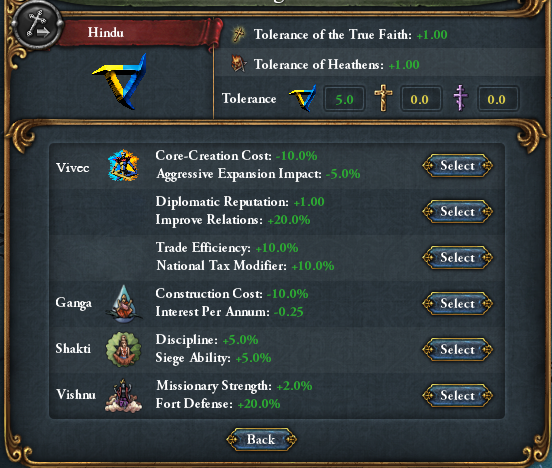 Hindu
Tolerance of the True Faith: +1.00
Tolerance of Heathens: +1.00
Tolerance 5.0 0.0 0.0
Vivec
Core-Creation Cost: -10.0%
Aggressive Expansion Impact: -5.0%
Select
Diplomatic Reputation: +1.00
Improve Relations: +20.0%
Select
Trade Efficiency: +10.0%
National Tax Modifier: +10.0%
Select
Ganga
Construction Cost: -10.0%
Interest Per Annum: -0.25
Select
Shakti
Discipline: +5.0%
Siege Ability: +5.0%
Select
Vishnu
Missionary Strength: +2.0%
Fort Defense: +20.0%
Select
Back